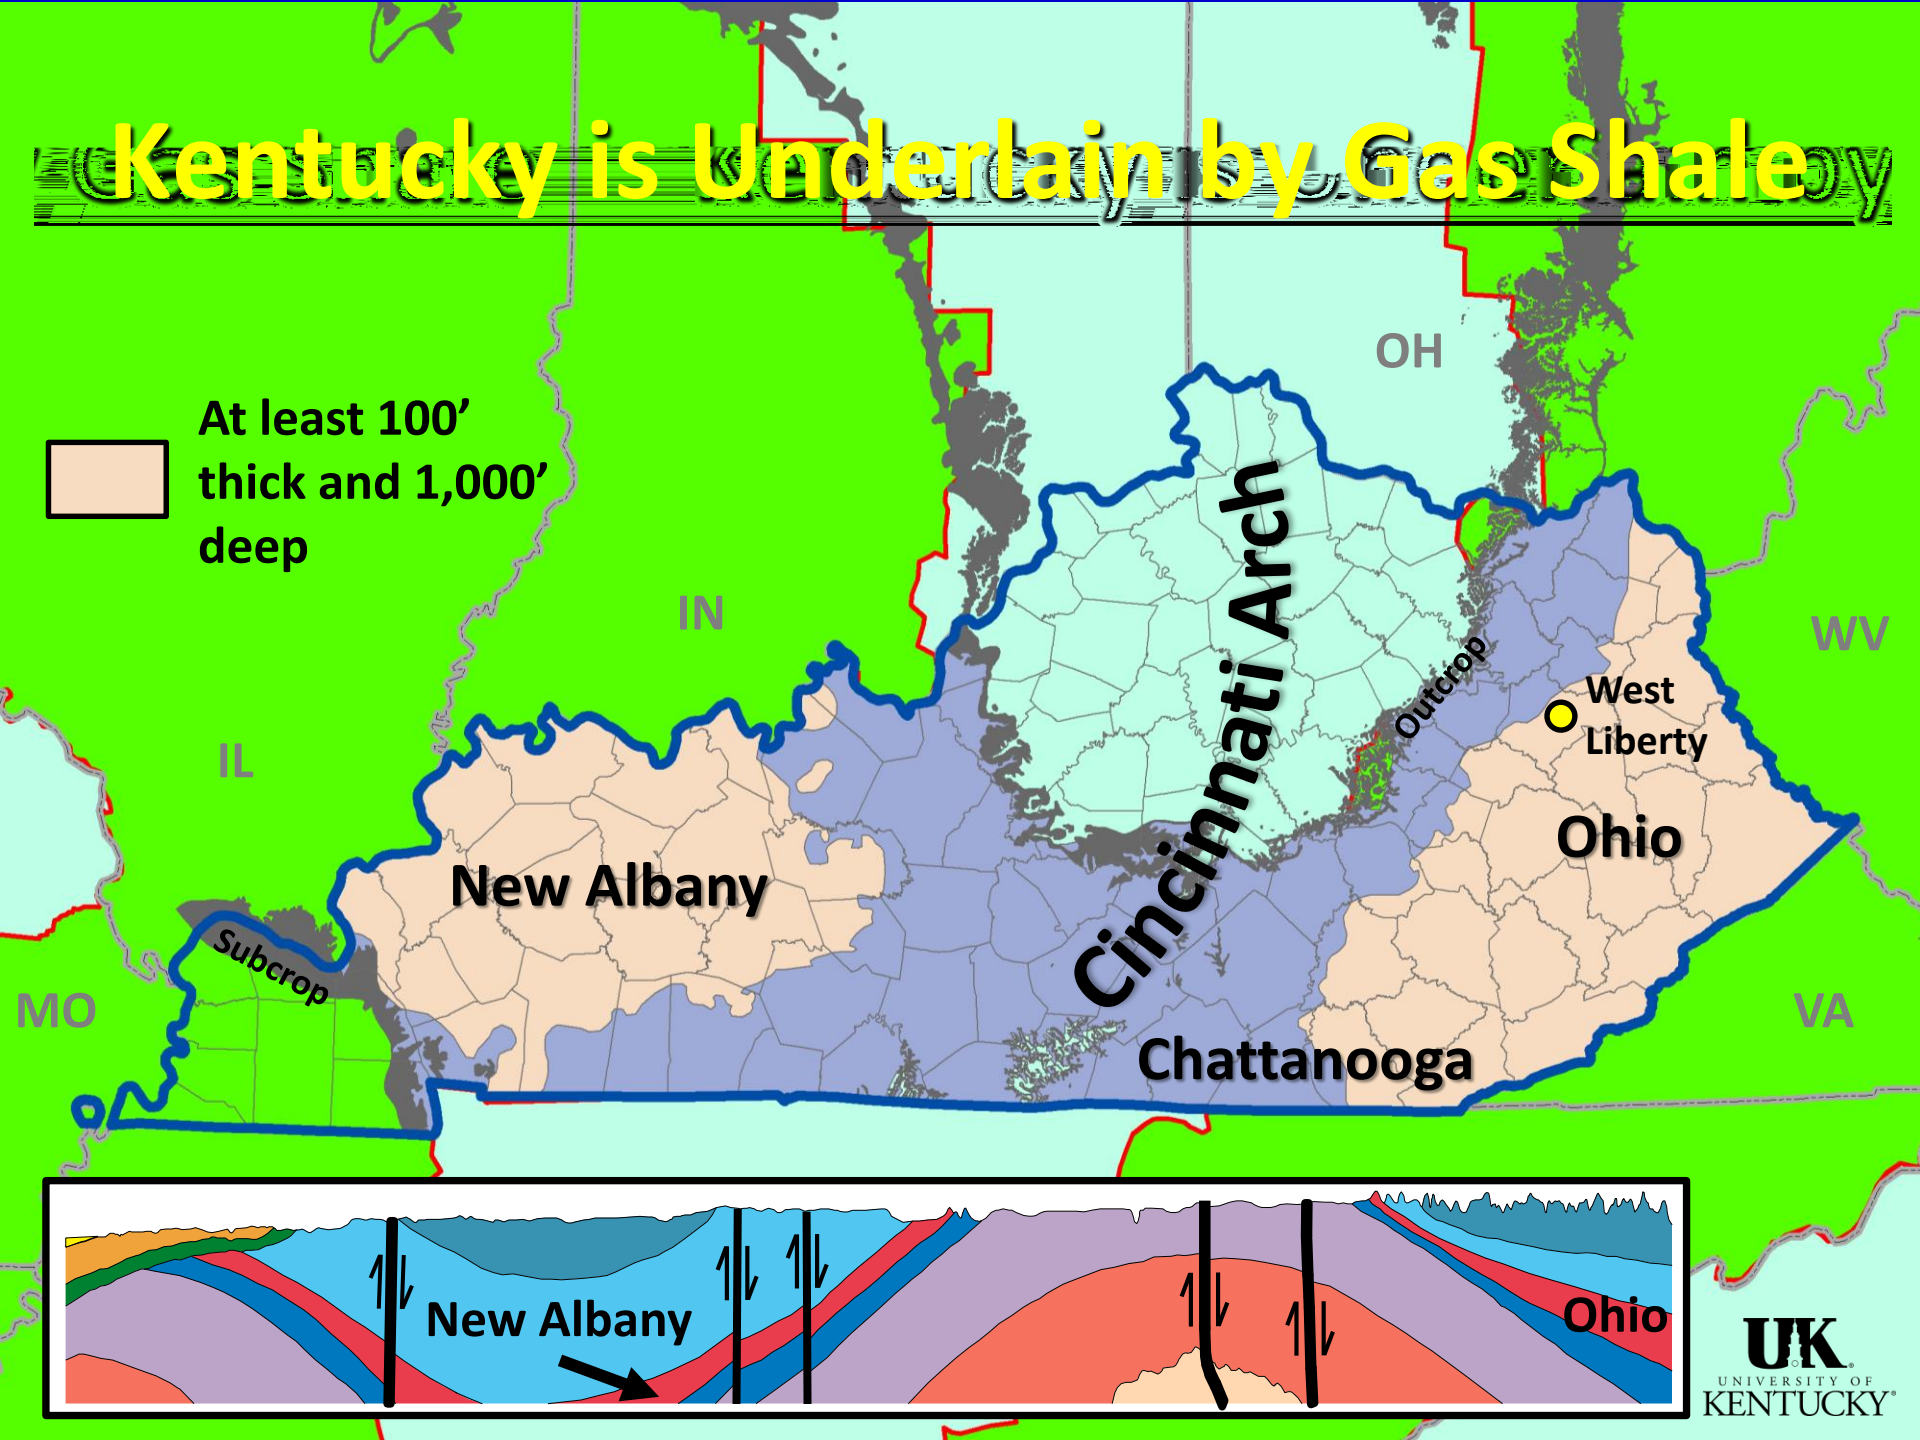 Kentucky is Underlain by Gas Shale
OH
At least 100’
thick and 1,000’
deep
IN
Cincinnati Arch
WV
Outcrop
West
Liberty
IL
Ohio
New Albany
Subcrop
MO
VA
Chattanooga
New Albany
Ohio
UK
UNIVERSITY OF
KENTUCKY®